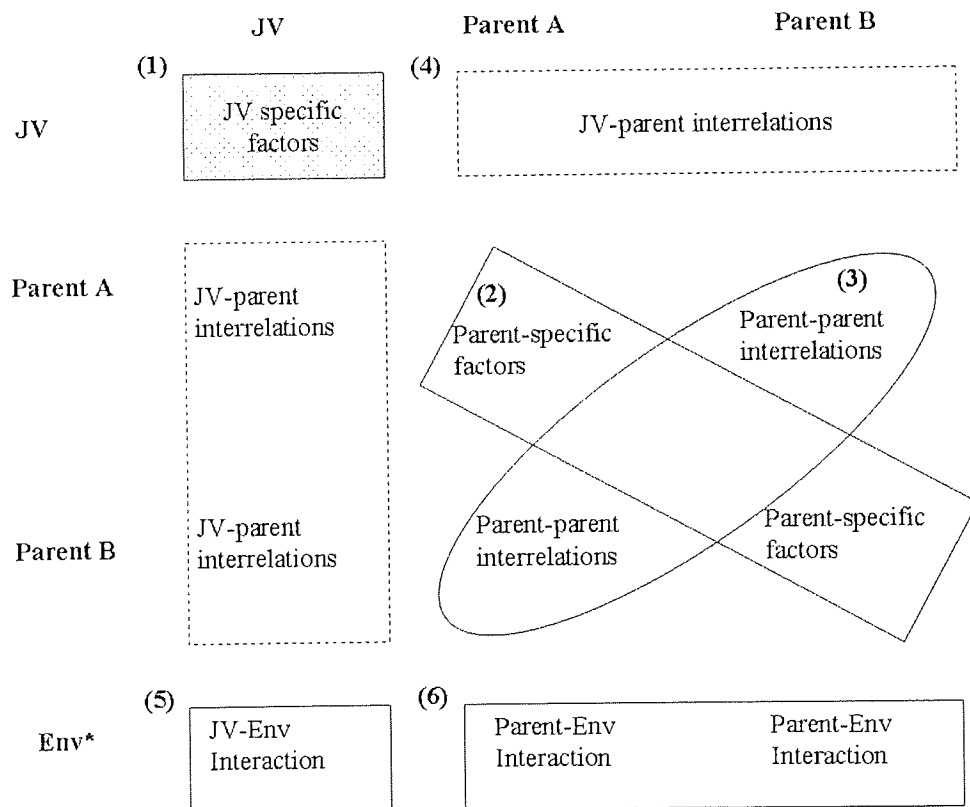 JV
Parent A
Parent B
(1)
(4)
JV
JV specific
factors
JV-parent interrelations
Parent A
JV-parent
interrelations
(2)
Parent-specific
factors
(3)
Parent-parent
interrelations
Parent B
JV-parent
interrelations
Parent-parent
interrelations
Parent-specific
factors
(5)
(6)
Env*
JV-Env
Interaction
Parent-Env
Interaction
Parent-Env
Interaction